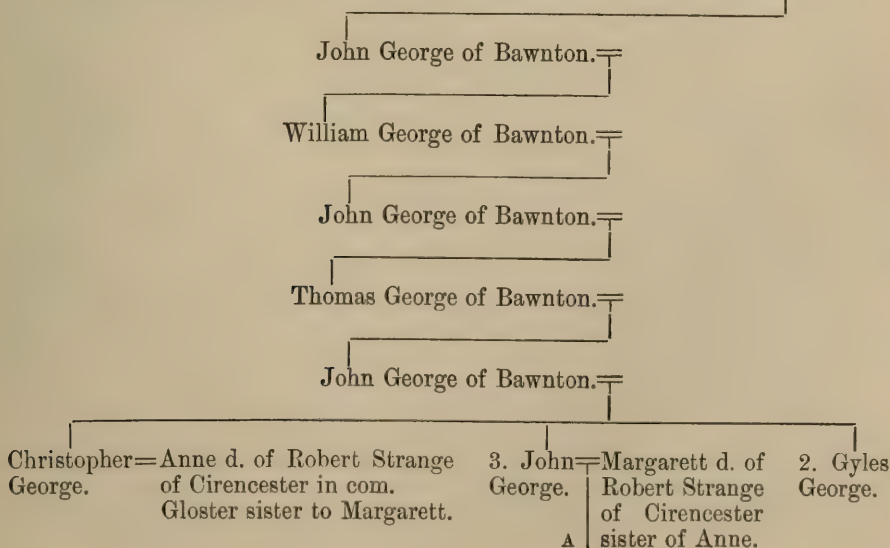 John George of Bawnton.
William George of Bawnton.
John George of Bawnton.
Thomas George of Bawnton.
John George of Bawnton.
Christopher=Anne d. of Robert Strange
George. of Cirencester in com.
Gloster sister to Margarett.
3. John=Margarett d. of
George. Robert Strange
of Cirencester
A sister of Anne.
2. Gyles
George.